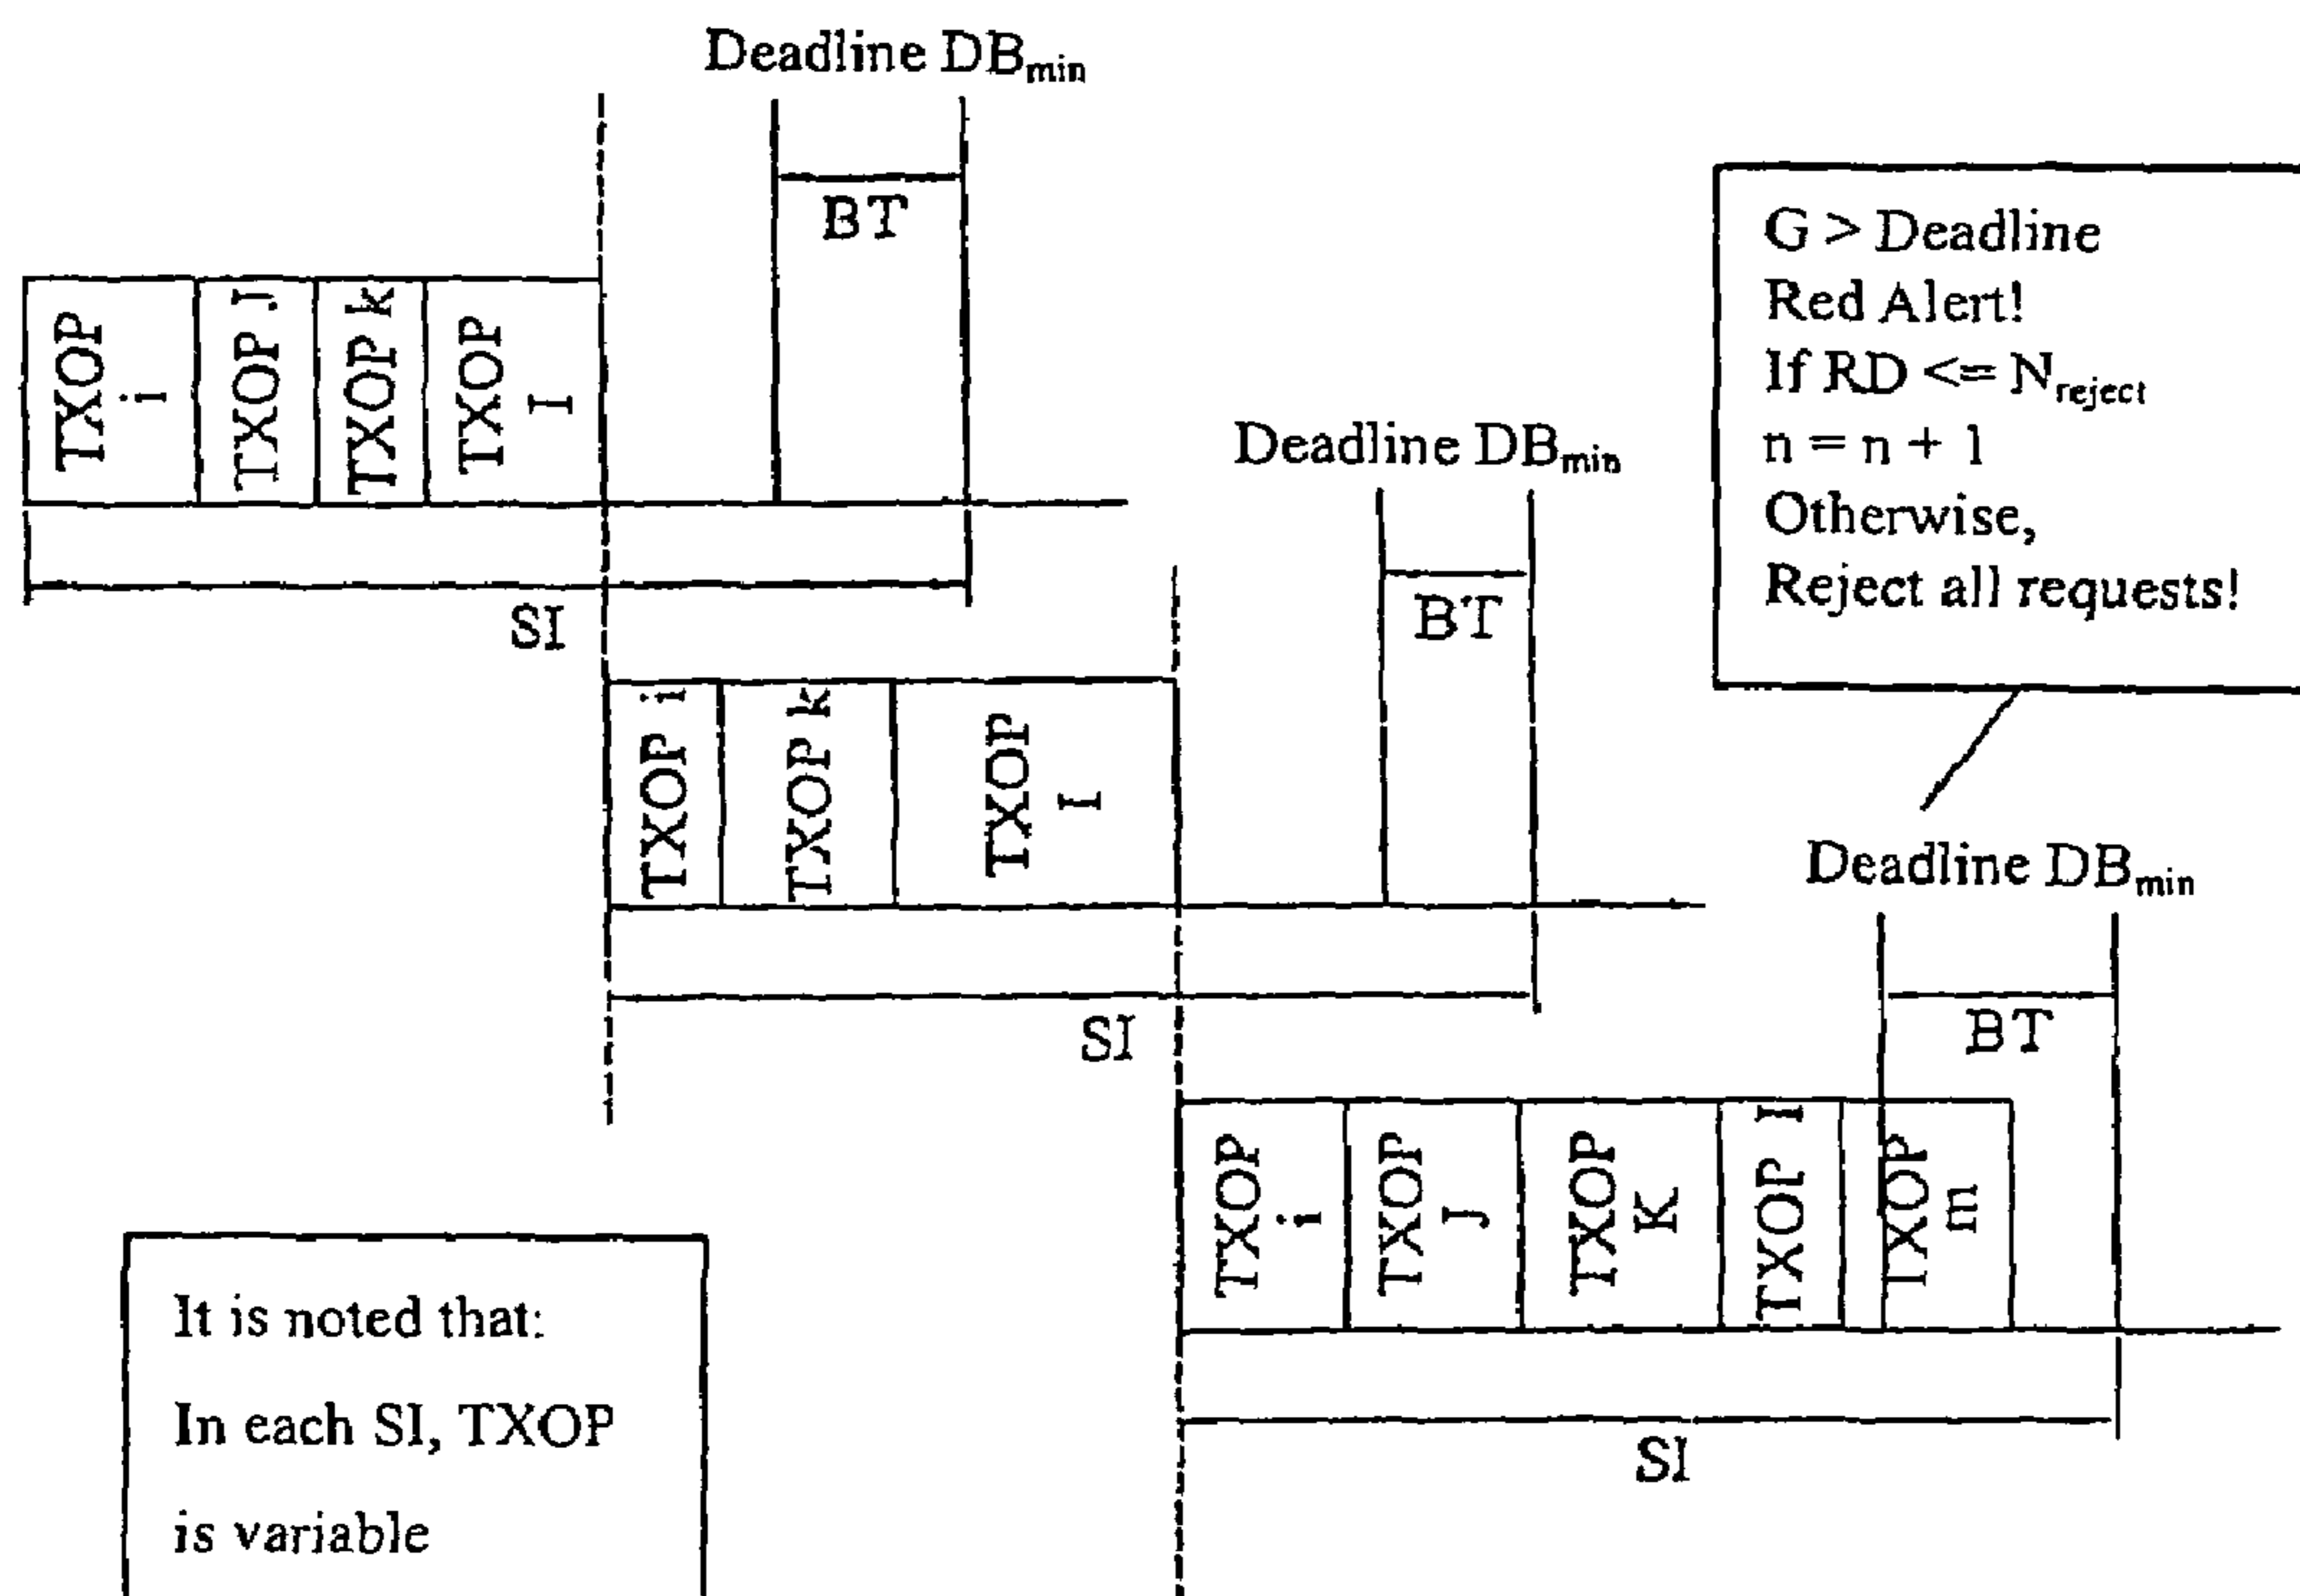 Deadline DBmin
BT
TXOP i
TXOP J
TXOP k
TXOP I
SI
Deadline DBmin
BT
TXOP i
TXOP k
TXOP I
SI
G > Deadline
Red Alert!
If RD <= Nreject
n = n + 1
Otherwise,
Reject all requests!
Deadline DBmin
BT
TXOP i
TXOP J
TXOP K
TXOP I
TXOP m
SI
It is noted that:
In each SI, TXOP
is variable